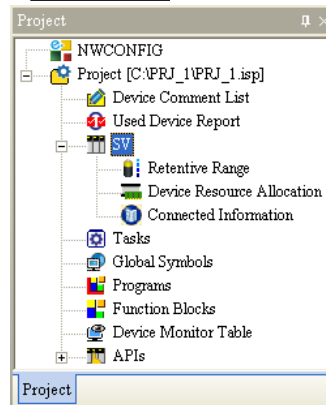 Project
NWCONFIG
Project [C:\PRJ_1\PRJ_1.isp]
Device Comment List
Used Device Report
SV
Retentive Range
Device Resource Allocation
Connected Information
Tasks
Global Symbols
Programs
Function Blocks
Device Monitor Table
APIs
Project